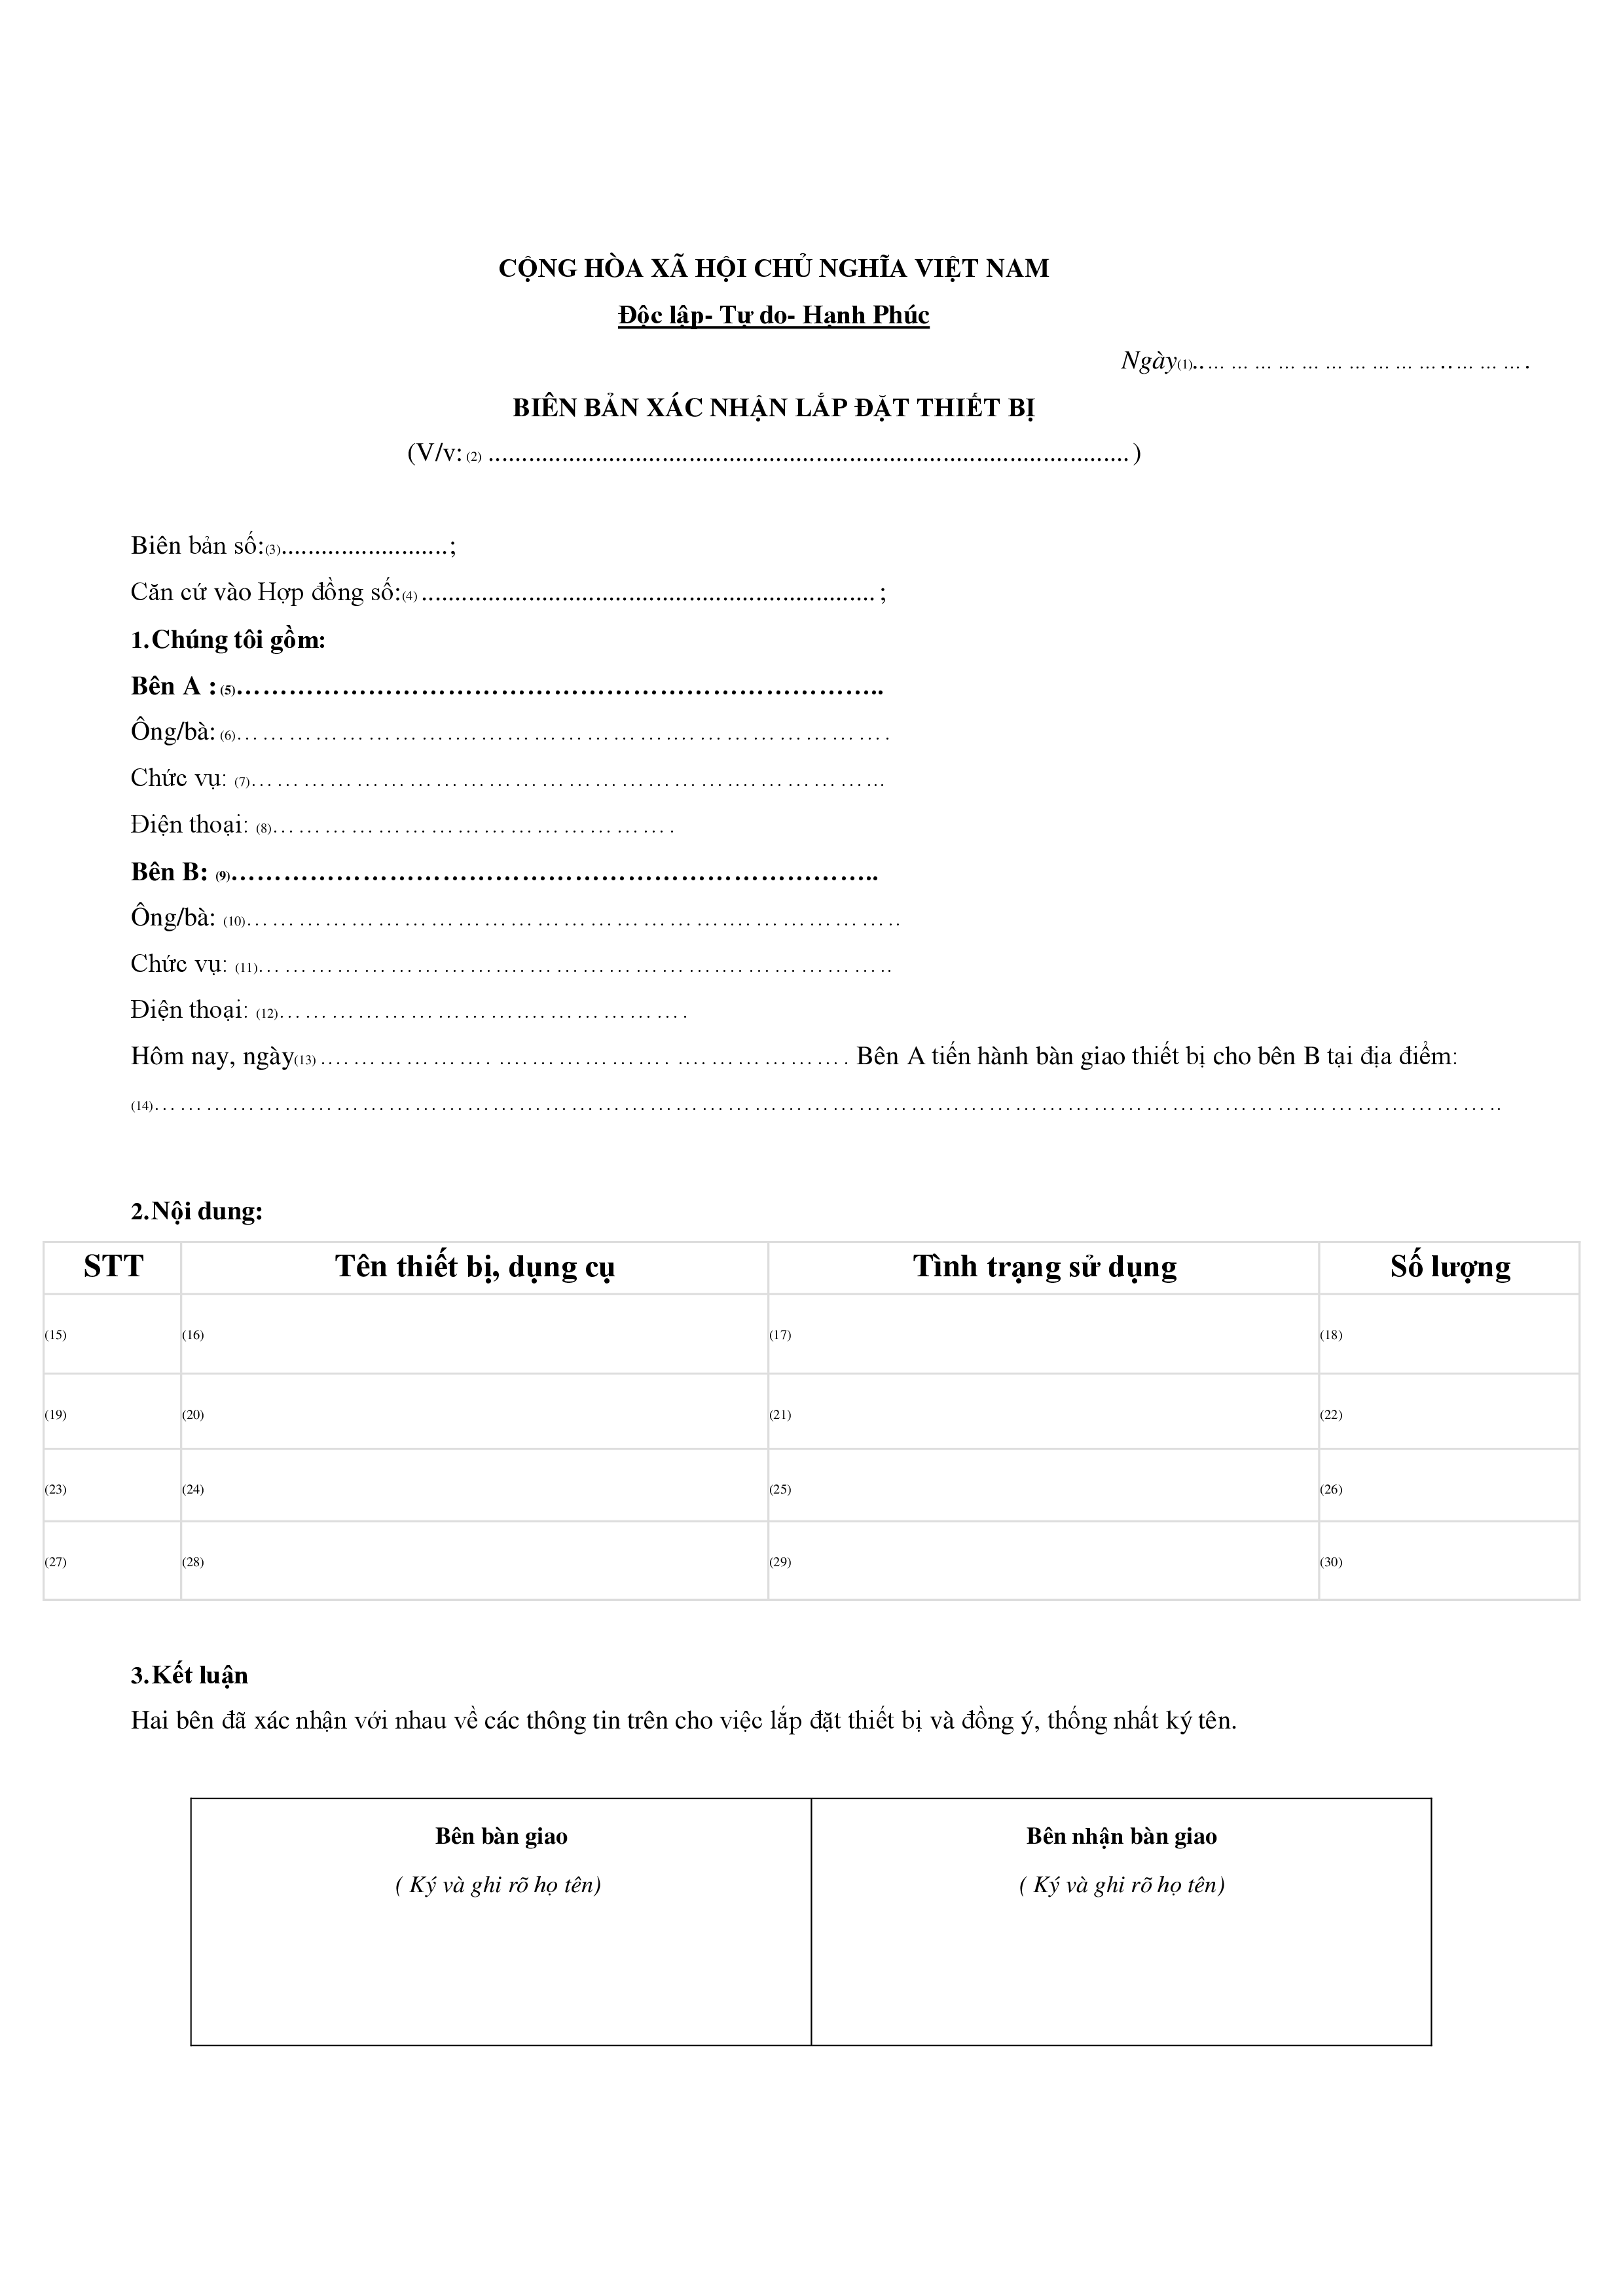 CỘNG HÒA XÃ HỘI CHỦ NGHĨA VIỆT NAM
Độc lập- Tự do- Hạnh Phúc
Ngày(1)..… … … … … … … … … …..… … ….
BIÊN BẢN XÁC NHẬN LẮP ĐẶT THIẾT BỊ
(V/v: (2) ................................................................................................)
Biên bản số:(3).........................;
Căn cứ vào Hợp đồng số:(4) ....................................................................;
1.Chúng tôi gồm:
Bên A : (5)………………………………………………………………..
Ông/bà: (6)… … … … … … … … …. … … … … … … … …. … … … … … … … .
Chức vụ: (7)… … … … … … … … … … … … … … … … … … …. … … … … …...
Điện thoại: (8)… … … … … … … … … … … … … … … .
Bên B: (9)………………………………………………………………..
Ông/bà: (10)… … … … … … … … … … … … … … … … … … …. … … … … … ..
Chức vụ: (11)… … … … … … … … … …. … … … … … … …. … … … … … … ..
Điện thoại: (12)… … … … … … … … … …. … … … … … .
Hôm nay, ngày(13) …. … … … … … . …. … … … … … . …. … … … … … . Bên A tiến hành bàn giao thiết bị cho bên B tại địa điểm:
(14)… … … … … … … … … … … … … … … … … … … … … … … … … … … … … … … … … … … … … … … … … … … … … … … … … … ..
2.Nội dung:
STT Tên thiết bị, dụng cụ Tình trạng sử dụng Số lượng
(15) (16) (17) (18)
(19) (20) (21) (22)
(23) (24) (25) (26)
(27) (28) (29) (30)
3.Kết luận
Hai bên đã xác nhận với nhau về các thông tin trên cho việc lắp đặt thiết bị và đồng ý, thống nhất ký tên.
Bên bàn giao Bên nhận bàn giao
( Ký và ghi rõ họ tên) ( Ký và ghi rõ họ tên)